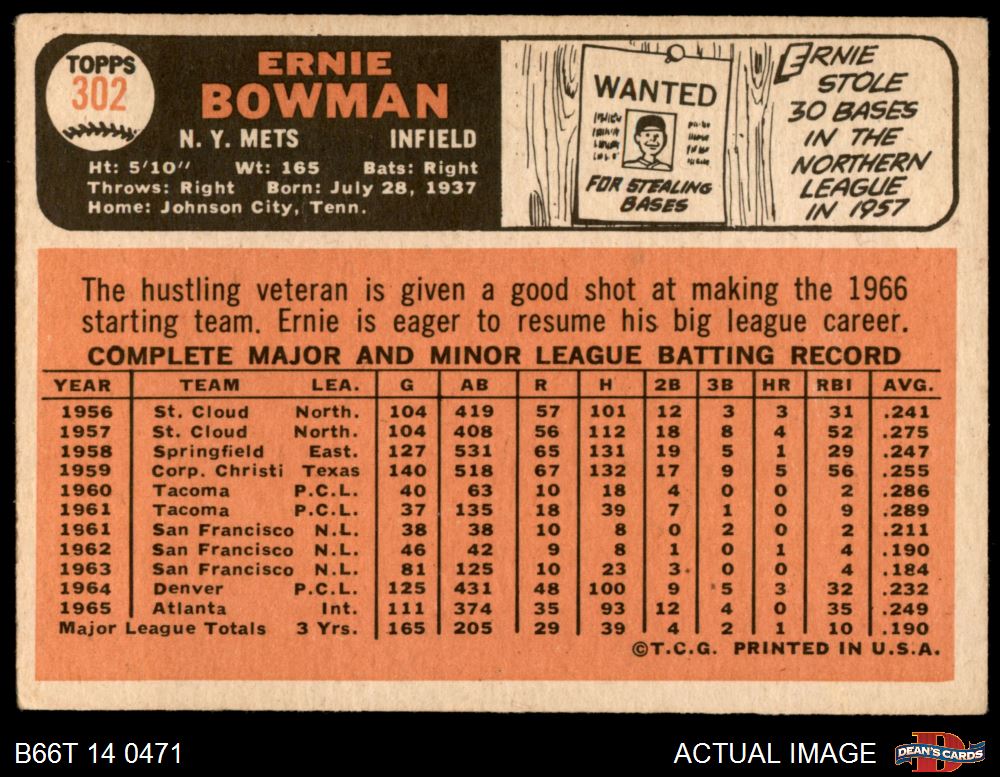 TOPPS
302
ERNIE
BOWMAN
N. Y. METS INFIELD
Ht: 5'10" Wt: 165 Bats: Right
Throws: Right Born: July 28, 1937
Home: Johnson City, Tenn.
WANTED
FOR STEALING
BASES
ERNIE
STOLE
30 BASES
IN THE
NORTHERN
LEAGUE
IN 1957
The hustling veteran is given a good shot at making the 1966
starting team. Ernie is eager to resume his big league career.
COMPLETE MAJOR AND MINOR LEAGUE BATTING RECORD
YEAR TEAM LEA. G AB R H 2B 3B HR RBI AVG.
1956 St. Cloud North. 104 419 57 101 12 3 3 31 .241
1957 St. Cloud North. 104 408 56 112 18 8 4 52 .275
1958 Springfield East. 127 531 65 131 19 5 1 29 .247
1959 Corp. Christi Texas 140 518 67 132 17 9 5 56 .255
1960 Tacoma P.C.L. 40 63 10 18 4 0 0 2 .286
1961 Tacoma P.C.L. 37 135 18 39 7 1 0 9 .289
1961 San Francisco N.L. 38 38 10 8 0 2 0 2 .211
1962 San Francisco N.L. 46 42 9 8 1 0 1 4 .190
1963 San Francisco N.L. 81 125 10 23 3 0 0 4 .184
1964 Denver P.C.L. 125 431 48 100 9 5 3 32 .232
1965 Atlanta Int. 111 374 35 93 12 4 0 35 .249
Major League Totals 3 Yrs. 165 205 29 39 4 2 1 10 .190
©T.C.G. PRINTED IN U.S.A.
B66T 14 0471
ACTUAL IMAGE
DEAN'S CARDS